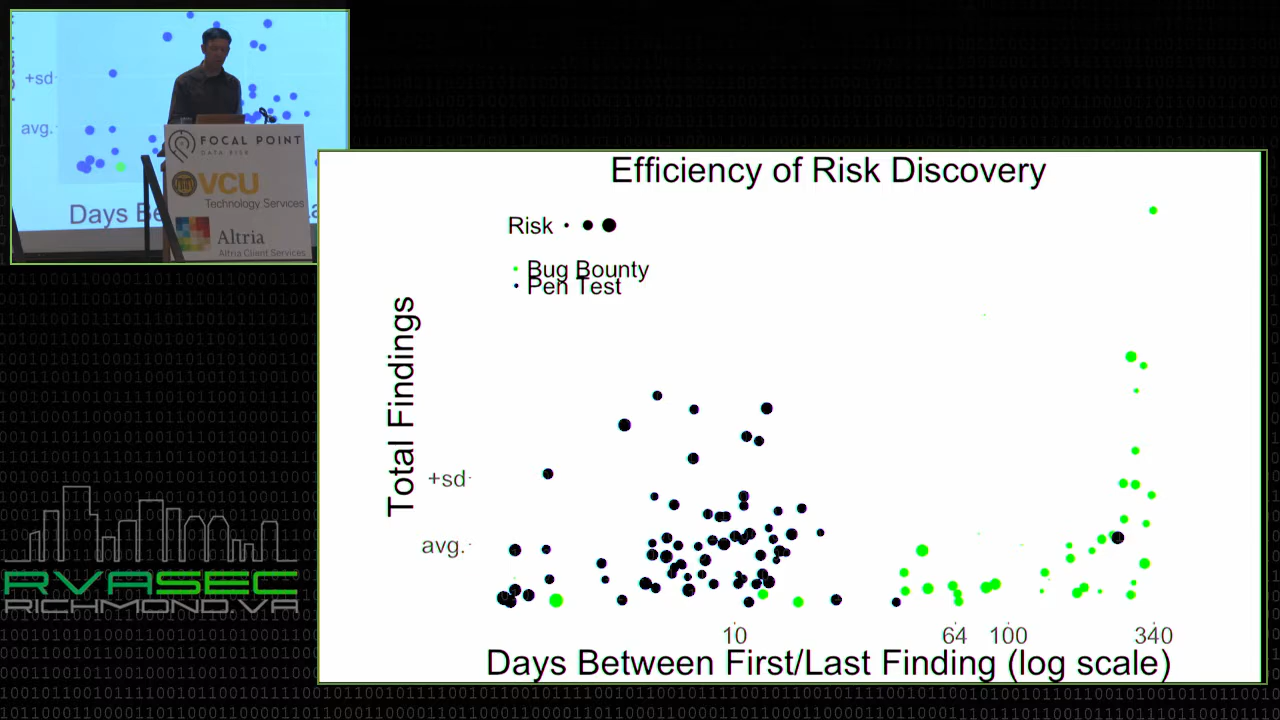 +sd
avg.
Days Be
FOCAL POINT
DATA RISK
VCU
Technology Services
Altria
Altria Client Services
Efficiency of Risk Discovery
Risk
Bug Bounty
Pen Test
Total Findings
+sd
avg.
10 64 100 340
Days Between First/Last Finding (log scale)
RVASEC
RICHMOND VA